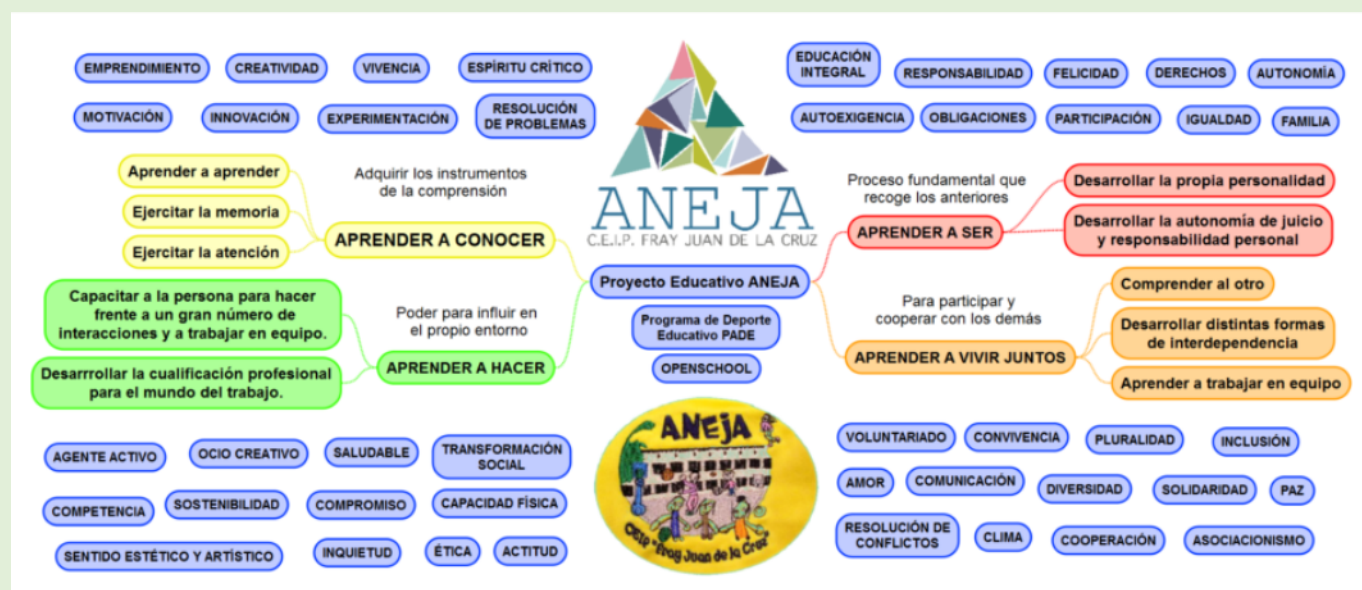 EMPRENDIMIENTO
CREATIVIDAD
VIVENCIA
ESPÍRITU CRÍTICO
MOTIVACIÓN
INNOVACIÓN
EXPERIMENTACIÓN
RESOLUCIÓN
DE PROBLEMAS
EDUCACIÓN
INTEGRAL
RESPONSABILIDAD
FELICIDAD
DERECHOS
AUTONOMÍA
AUTOEXIGENCIA
OBLIGACIONES
PARTICIPACIÓN
IGUALDAD
FAMILIA
ANEJA
C.E.I.P. FRAY JUAN DE LA CRUZ
Aprender a aprender
Ejercitar la memoria
Ejercitar la atención
Adquirir los instrumentos
de la comprensión
APRENDER A CONOCER
Capacitar a la persona para hacer
frente a un gran número de
interacciones y a trabajar en equipo.
Desarrrollar la cualificación profesional
para el mundo del trabajo.
Poder para influir en
el propio entorno
APRENDER A HACER
Proyecto Educativo ANEJA
Programa de Deporte
Educativo PADE
OPENSCHOOL
Proceso fundamental que
recoge los anteriores
APRENDER A SER
Desarrollar la propia personalidad
Desarrollar la autonomía de juicio
y responsabilidad personal
Para participar y
cooperar con los demás
APRENDER A VIVIR JUNTOS
Comprender al otro
Desarrollar distintas formas
de interdependencia
Aprender a trabajar en equipo
AGENTE ACTIVO
OCIO CREATIVO
SALUDABLE
TRANSFORMACIÓN
SOCIAL
COMPETENCIA
SOSTENIBILIDAD
COMPROMISO
CAPACIDAD FÍSICA
SENTIDO ESTÉTICO Y ARTÍSTICO
INQUIETUD
ÉTICA
ACTITUD
ANEjA
CEIP "Fray Juan de la Cruz"
VOLUNTARIADO
CONVIVENCIA
PLURALIDAD
INCLUSIÓN
AMOR
COMUNICACIÓN
DIVERSIDAD
SOLIDARIDAD
PAZ
RESOLUCIÓN DE
CONFLICTOS
CLIMA
COOPERACIÓN
ASOCIACIONISMO